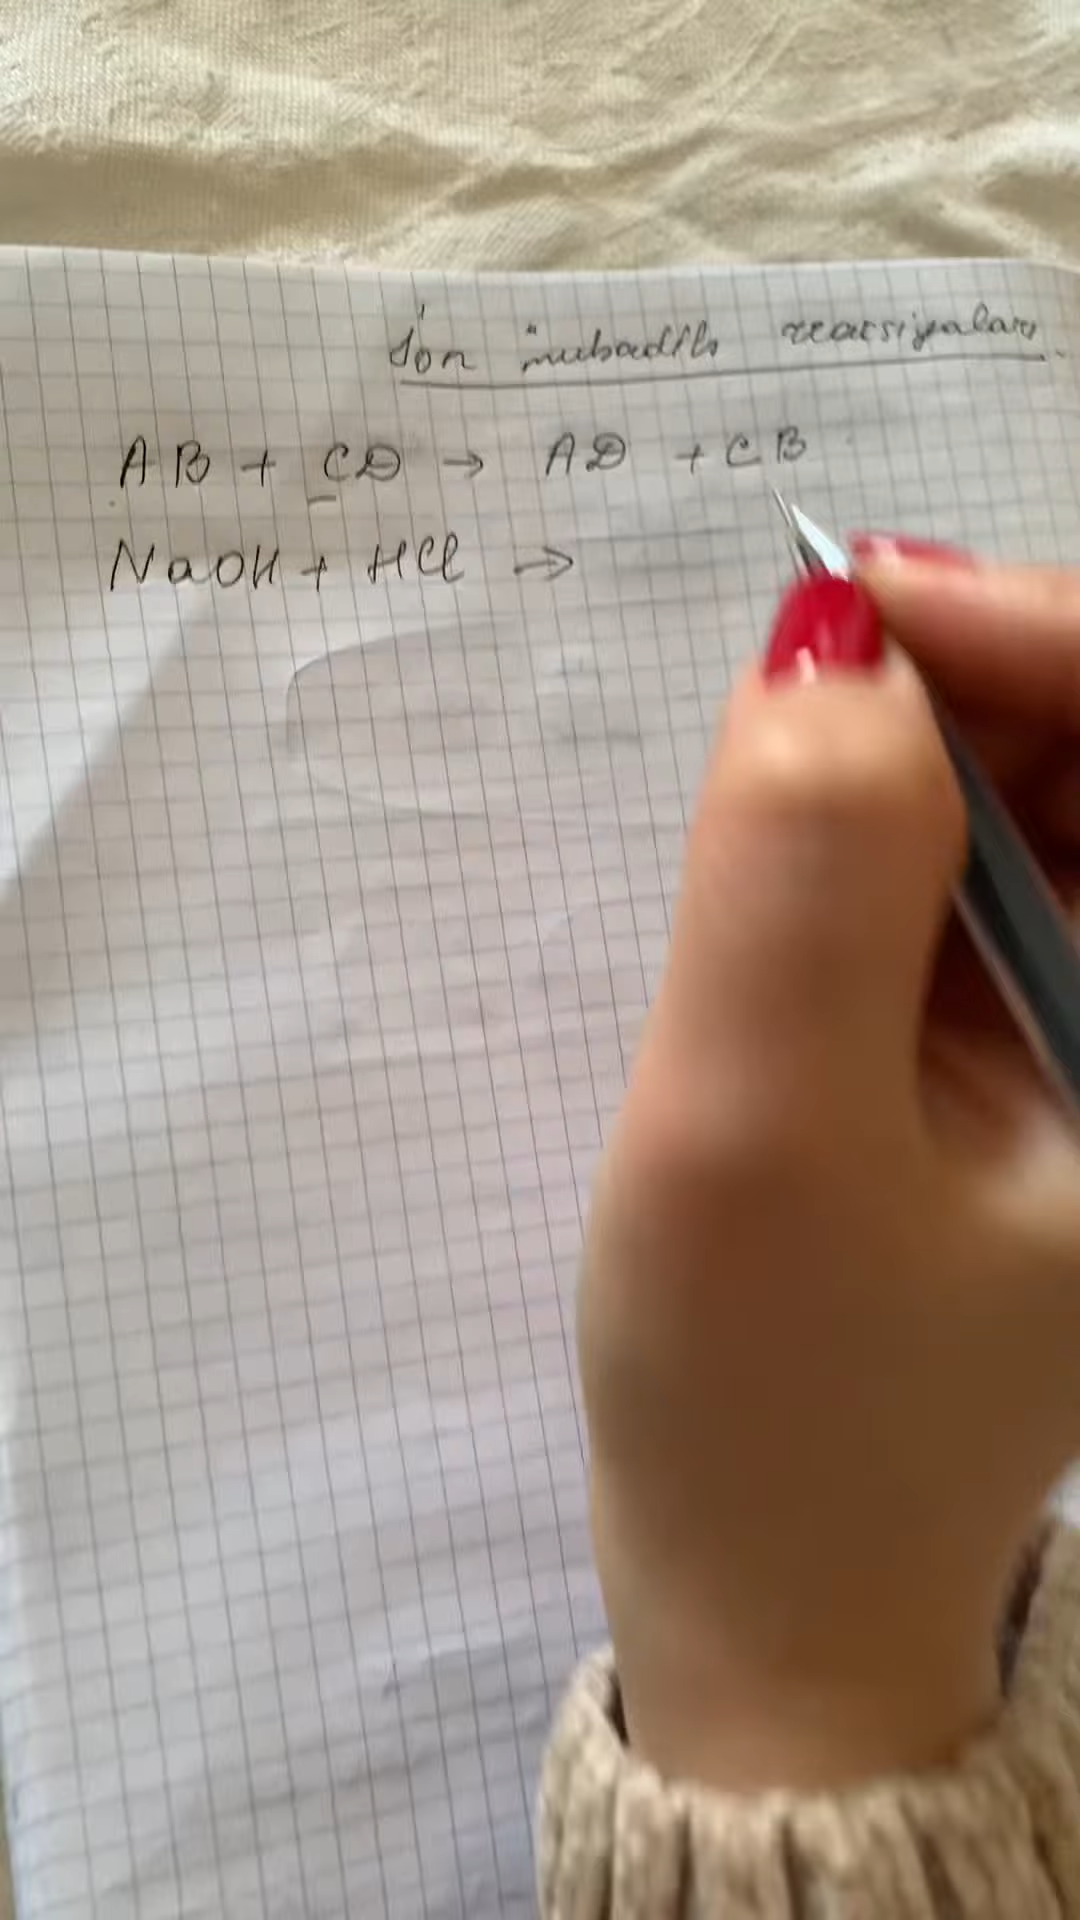 İon mübadilə reaksiyaları.
AB + CD → AD + CB
NaOH + HCl →